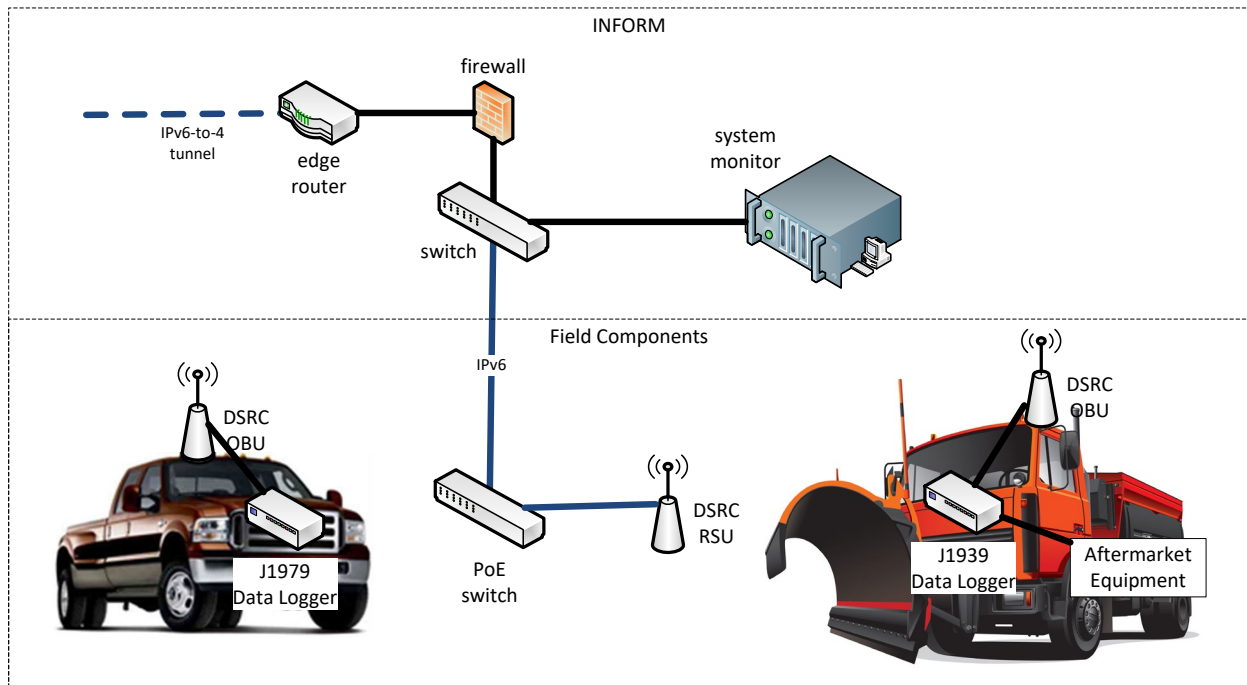 INFORM
firewall
IPv6-to-4
tunnel
edge
router
system
monitor
switch
Field Components
IPv6
DSRC
OBU
DSRC
OBU
DSRC
RSU
J1979
Data Logger
PoE
switch
J1939
Data Logger
Aftermarket
Equipment